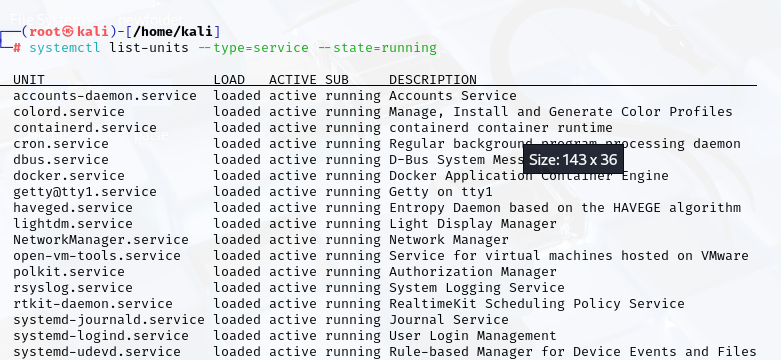 (root㉿kali)-[/home/kali]
# systemctl list-units --type=service --state=running
UNIT LOAD ACTIVE SUB DESCRIPTION
accounts-daemon.service loaded active running Accounts Service
colord.service loaded active running Manage, Install and Generate Color Profiles
containerd.service loaded active running containerd container runtime
cron.service loaded active running Regular background program processing daemon
dbus.service loaded active running D-Bus System Mess
Size: 143 x 36
docker.service loaded active running Docker Application Container Engine
getty@tty1.service loaded active running Getty on tty1
haveged.service loaded active running Entropy Daemon based on the HAVEGE algorithm
lightdm.service loaded active running Light Display Manager
NetworkManager.service loaded active running Network Manager
open-vm-tools.service loaded active running Service for virtual machines hosted on VMware
polkit.service loaded active running Authorization Manager
rsyslog.service loaded active running System Logging Service
rtkit-daemon.service loaded active running RealtimeKit Scheduling Policy Service
systemd-journald.service loaded active running Journal Service
systemd-logind.service loaded active running User Login Management
systemd-udevd.service loaded active running Rule-based Manager for Device Events and Files